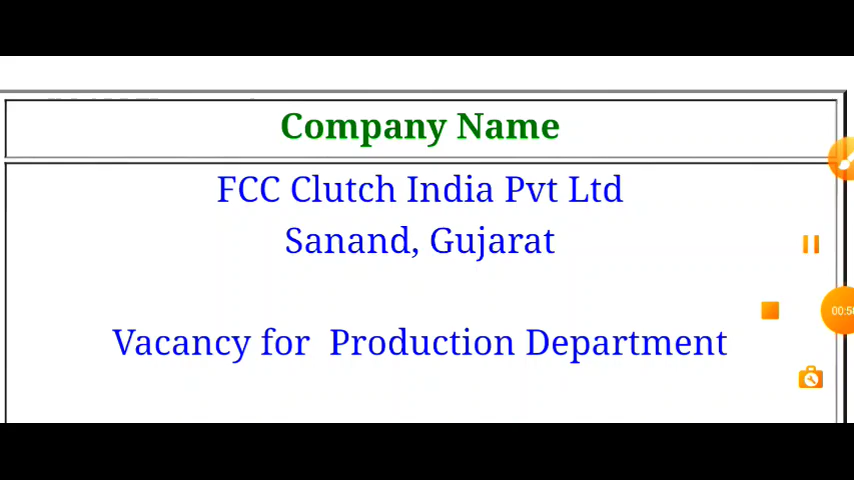 Company Name
FCC Clutch India Pvt Ltd
Sanand, Gujarat
Vacancy for Production Department